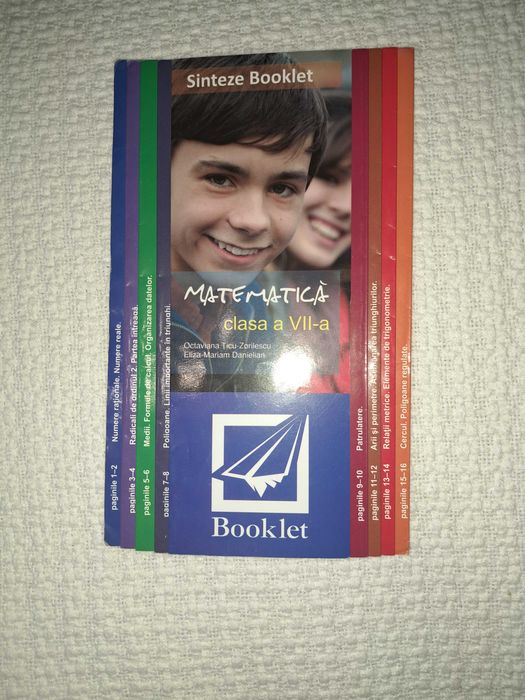 Sinteze Booklet
MATEMATICĂ
clasa a VII-a
Octaviana Ticu-Zorilescu
Eliza-Mariam Danielian
Booklet
paginile 1–2 Numere raționale. Numere reale.
paginile 3–4 Radicali de ordinul 2. Partea întreagă.
paginile 5–6 Medii. Formule de calcul. Organizarea datelor.
paginile 7–8 Poligoane. Linii importante în triunghi.
paginile 9–10 Patrulatere.
paginile 11–12 Arii și perimetre. Asemănarea triunghiurilor.
paginile 13–14 Relații metrice. Elemente de trigonometrie.
paginile 15–16 Cercul. Poligoane regulate.